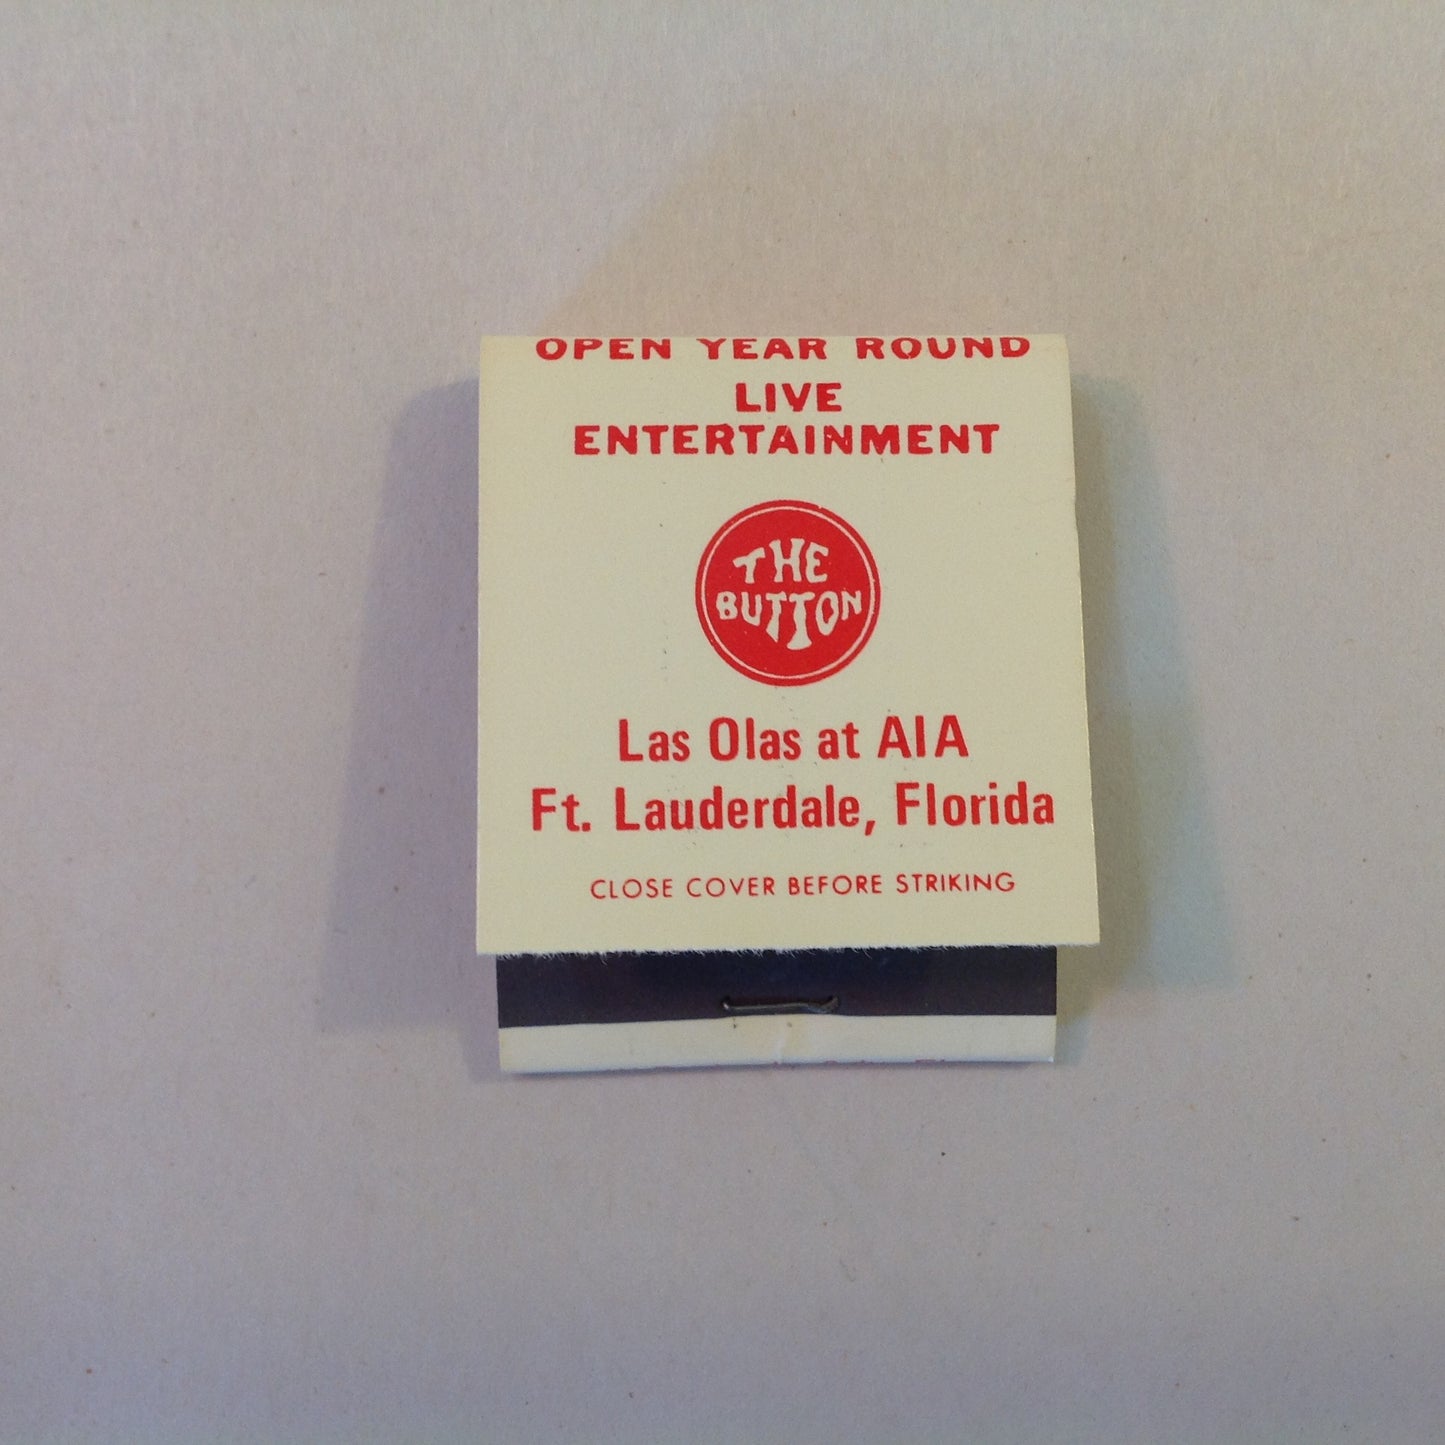 OPEN YEAR ROUND
LIVE
ENTERTAINMENT
THE
BUTTON
Las Olas at AIA
Ft. Lauderdale, Florida
CLOSE COVER BEFORE STRIKING